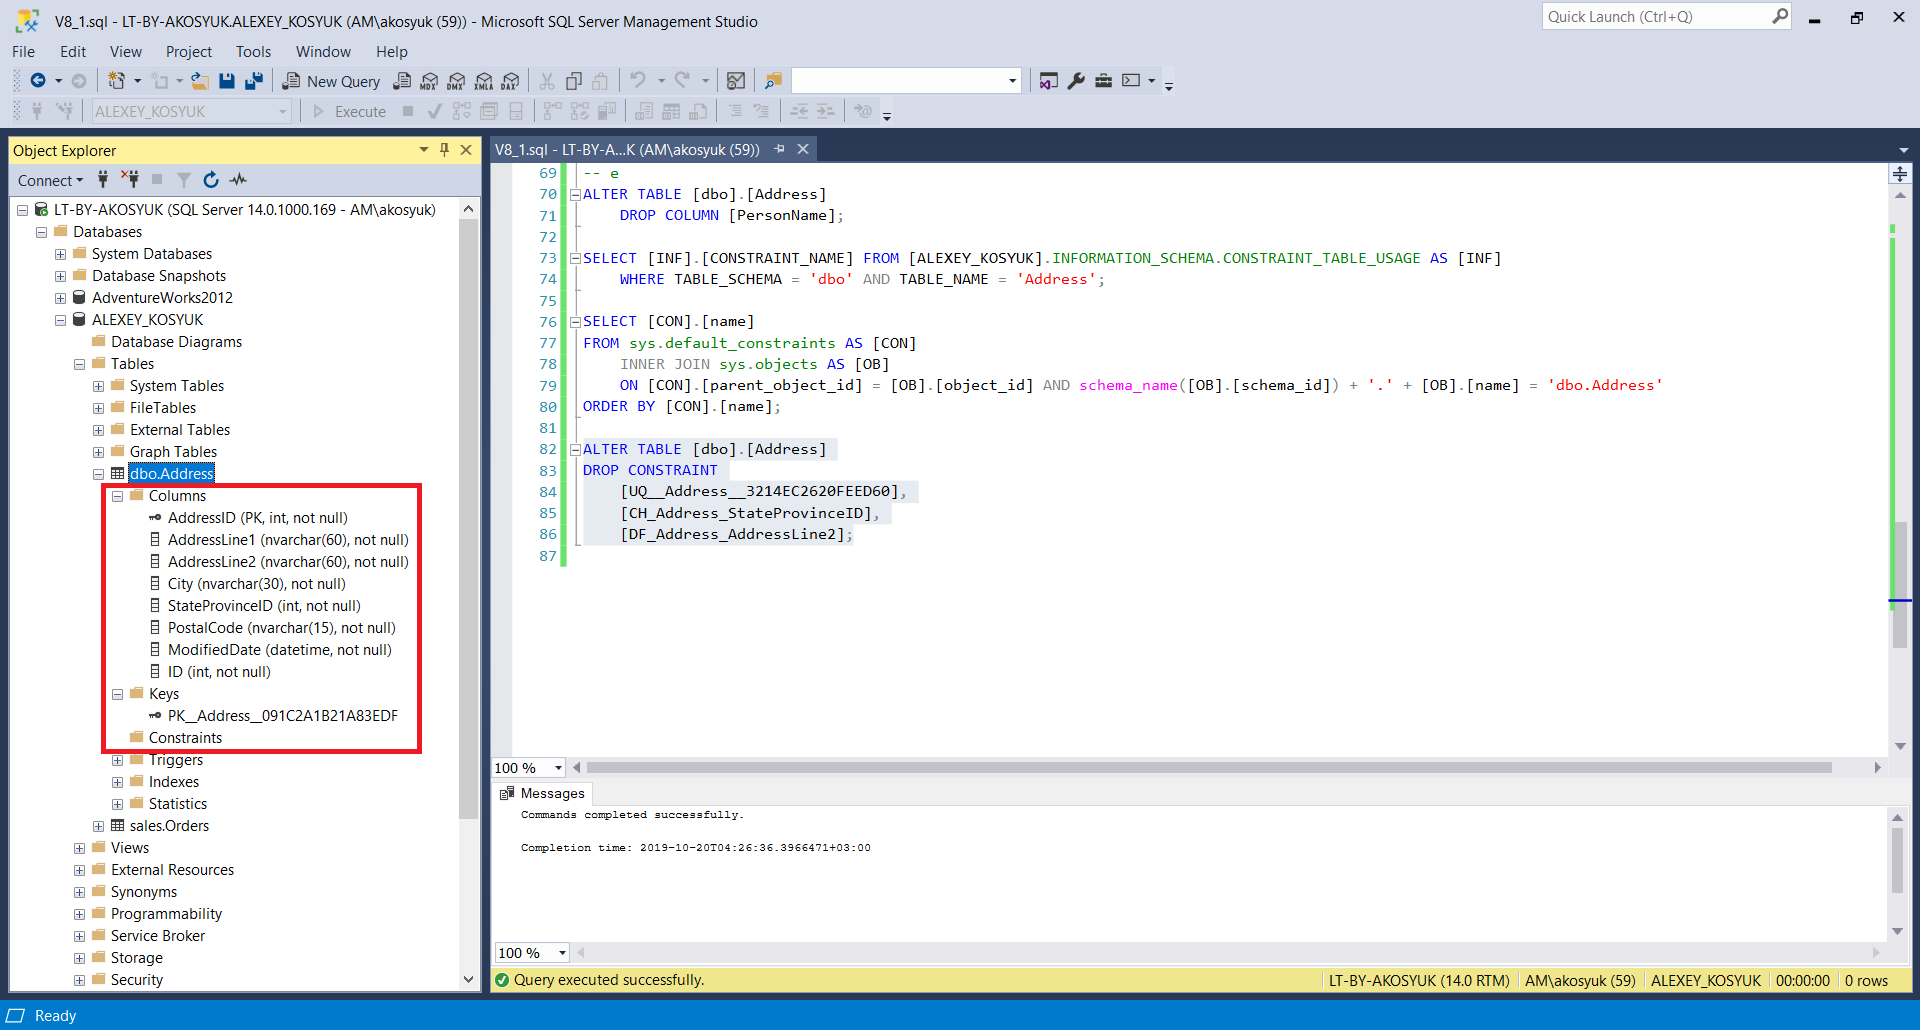 V8_1.sql - LT-BY-AKOSYUK.ALEXEY_KOSYUK (AM\akosyuk (59)) - Microsoft SQL Server Management Studio
Quick Launch (Ctrl+Q)
File Edit View Project Tools Window Help
New Query MDX DMX XMLA DAX
ALEXEY_KOSYUK Execute
Object Explorer
Connect
LT-BY-AKOSYUK (SQL Server 14.0.1000.169 - AM\akosyuk)
Databases
System Databases
Database Snapshots
AdventureWorks2012
ALEXEY_KOSYUK
Database Diagrams
Tables
System Tables
FileTables
External Tables
Graph Tables
dbo.Address
Columns
AddressID (PK, int, not null)
AddressLine1 (nvarchar(60), not null)
AddressLine2 (nvarchar(60), not null)
City (nvarchar(30), not null)
StateProvinceID (int, not null)
PostalCode (nvarchar(15), not null)
ModifiedDate (datetime, not null)
ID (int, not null)
Keys
PK__Address__091C2A1B21A83EDF
Constraints
Triggers
Indexes
Statistics
sales.Orders
Views
External Resources
Synonyms
Programmability
Service Broker
Storage
Security
V8_1.sql - LT-BY-A...K (AM\akosyuk (59))
69 -- e
70 ALTER TABLE [dbo].[Address]
71 DROP COLUMN [PersonName];
72
73 SELECT [INF].[CONSTRAINT_NAME] FROM [ALEXEY_KOSYUK].INFORMATION_SCHEMA.CONSTRAINT_TABLE_USAGE AS [INF]
74 WHERE TABLE_SCHEMA = 'dbo' AND TABLE_NAME = 'Address';
75
76 SELECT [CON].[name]
77 FROM sys.default_constraints AS [CON]
78 INNER JOIN sys.objects AS [OB]
79 ON [CON].[parent_object_id] = [OB].[object_id] AND schema_name([OB].[schema_id]) + '.' + [OB].[name] = 'dbo.Address'
80 ORDER BY [CON].[name];
81
82 ALTER TABLE [dbo].[Address]
83 DROP CONSTRAINT
84 [UQ__Address__3214EC2620FEED60],
85 [CH_Address_StateProvinceID],
86 [DF_Address_AddressLine2];
87
100 %
Messages
Commands completed successfully.
Completion time: 2019-10-20T04:26:36.3966471+03:00
100 %
Query executed successfully. LT-BY-AKOSYUK (14.0 RTM) AM\akosyuk (59) ALEXEY_KOSYUK 00:00:00 0 rows
Ready